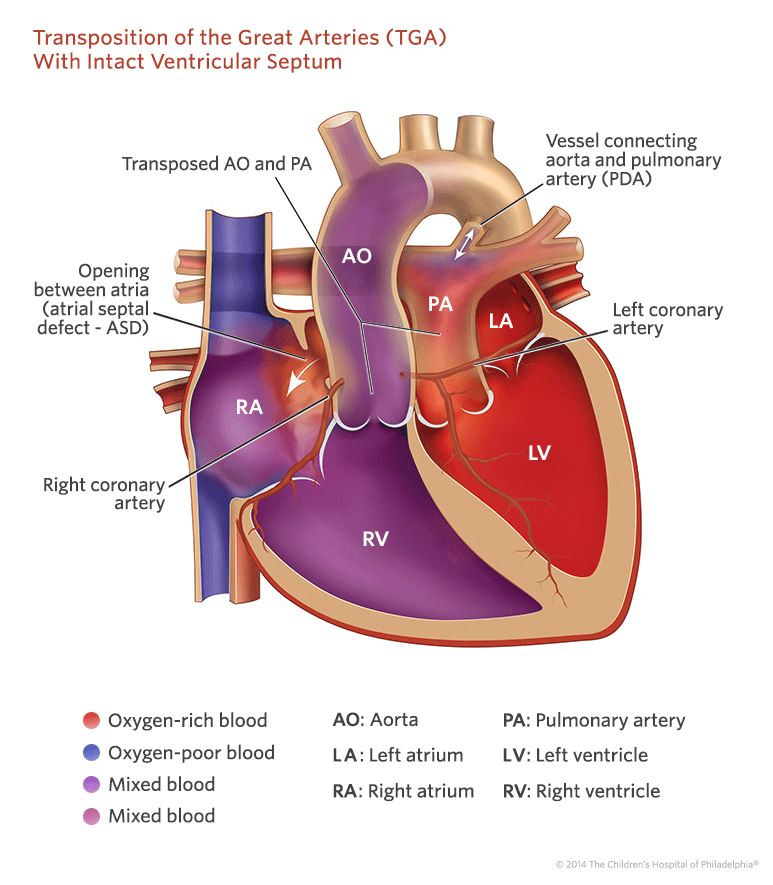 Transposition of the Great Arteries (TGA)
With Intact Ventricular Septum
Transposed AO and PA
Vessel connecting
aorta and pulmonary
artery (PDA)
Opening
between atria
(atrial septal
defect - ASD)
AO
PA
LA
Left coronary
artery
RA
LV
Right coronary
artery
RV
Oxygen-rich blood
Oxygen-poor blood
Mixed blood
Mixed blood
AO: Aorta
LA: Left atrium
RA: Right atrium
PA: Pulmonary artery
LV: Left ventricle
RV: Right ventricle
© 2014 The Children's Hospital of Philadelphia®